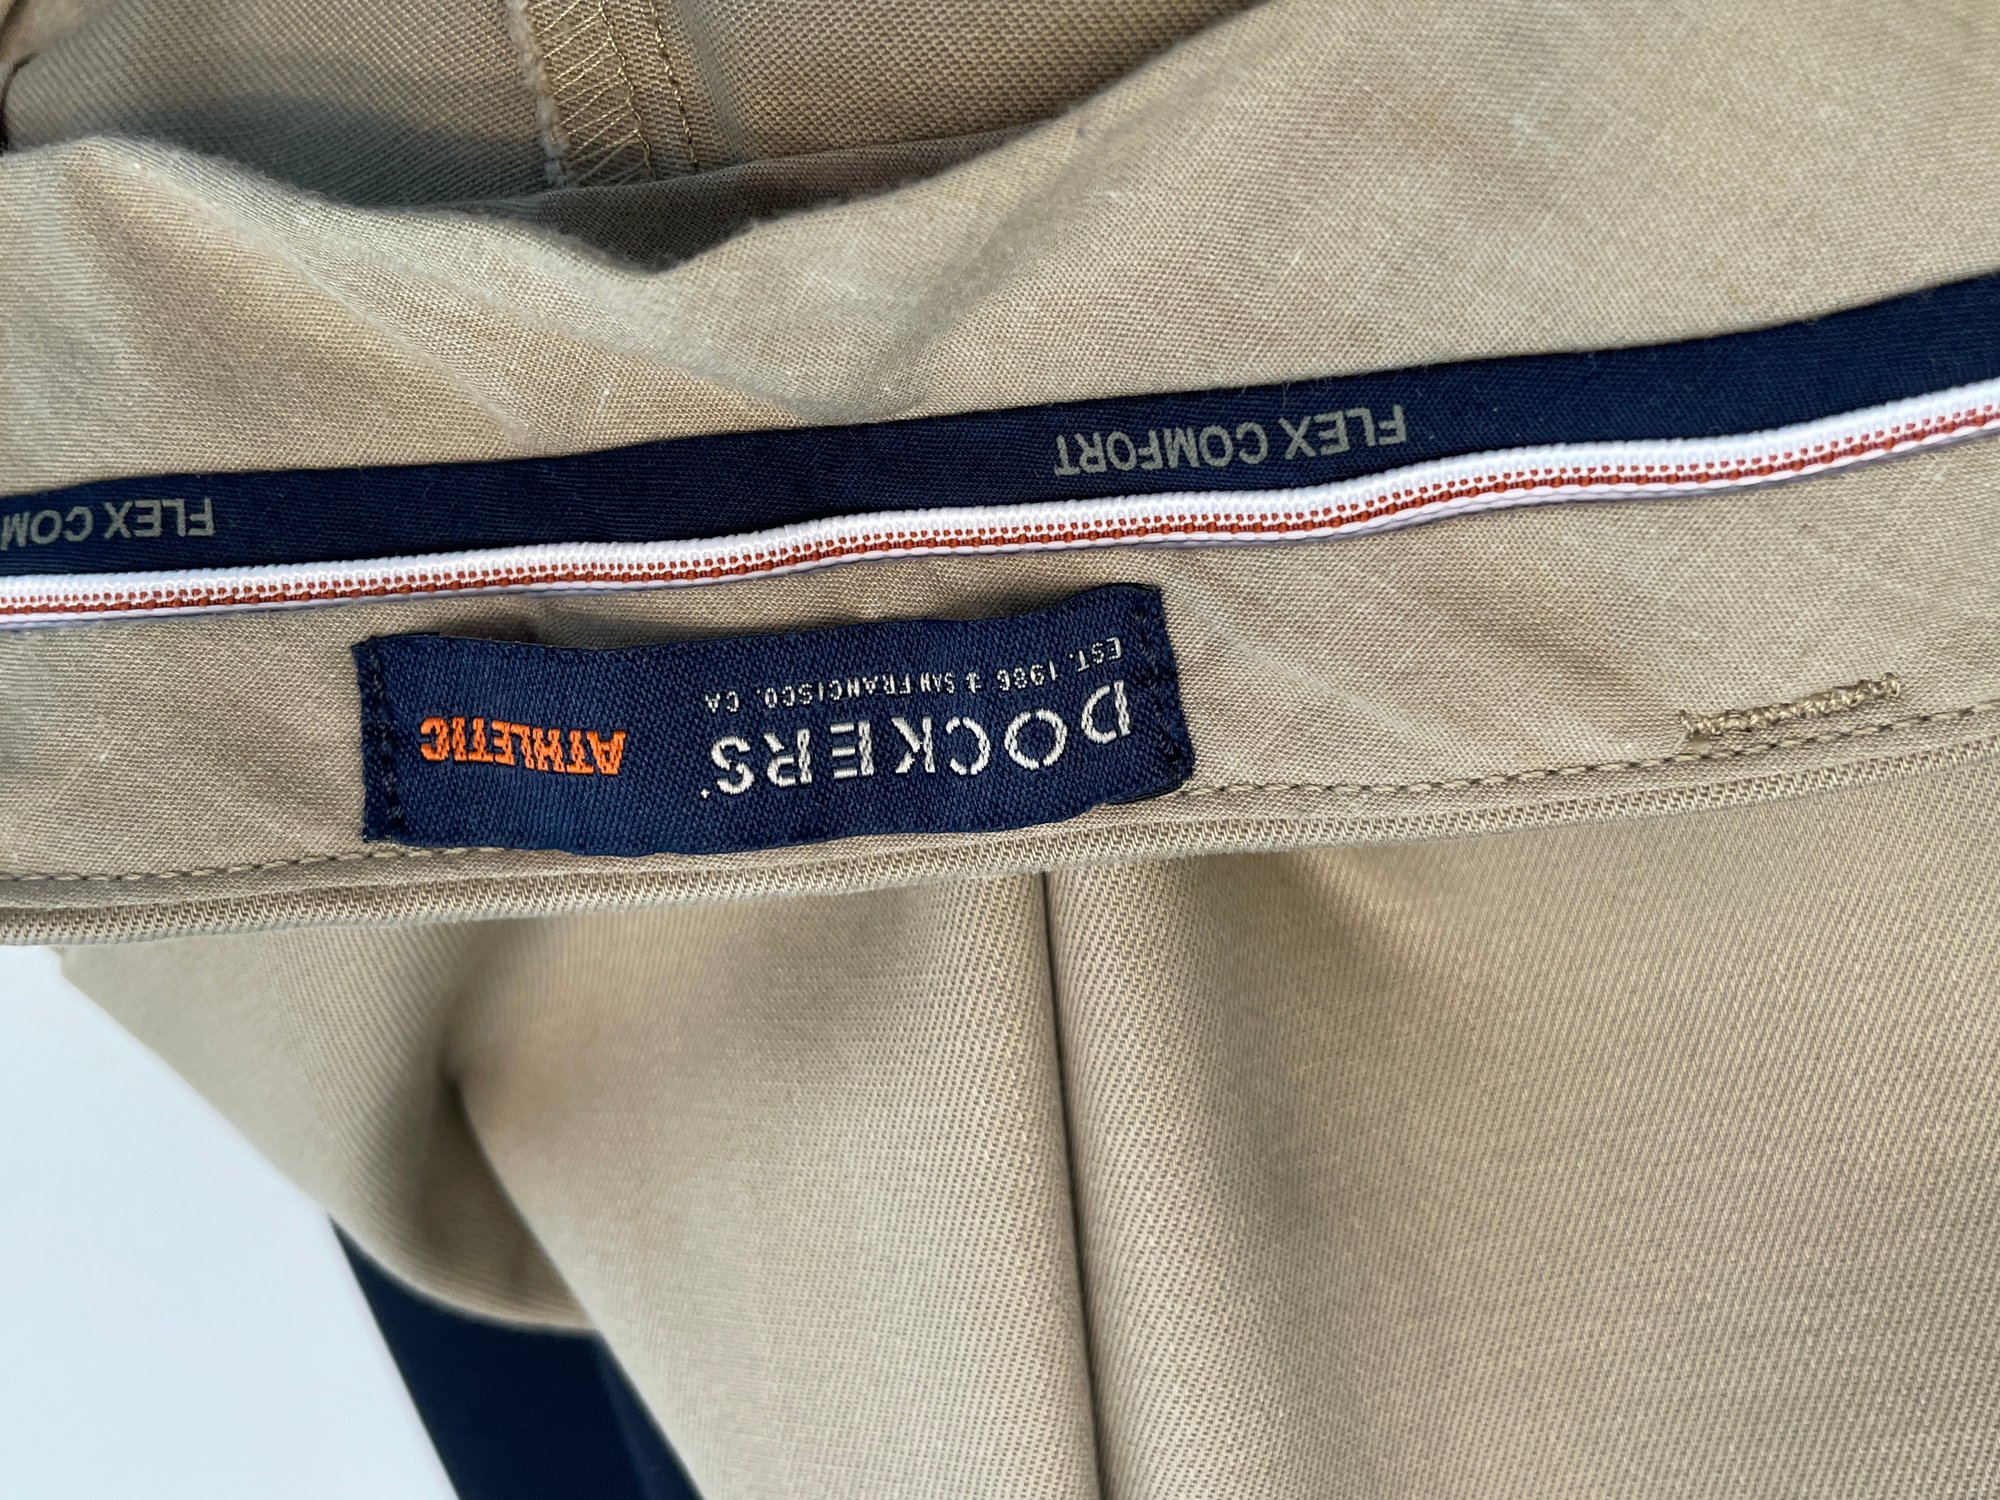 FLEX COMFORT
FLEX COM
DOCKERS
EST. 1986 SAN FRANCISCO, CA
ATHLETIC